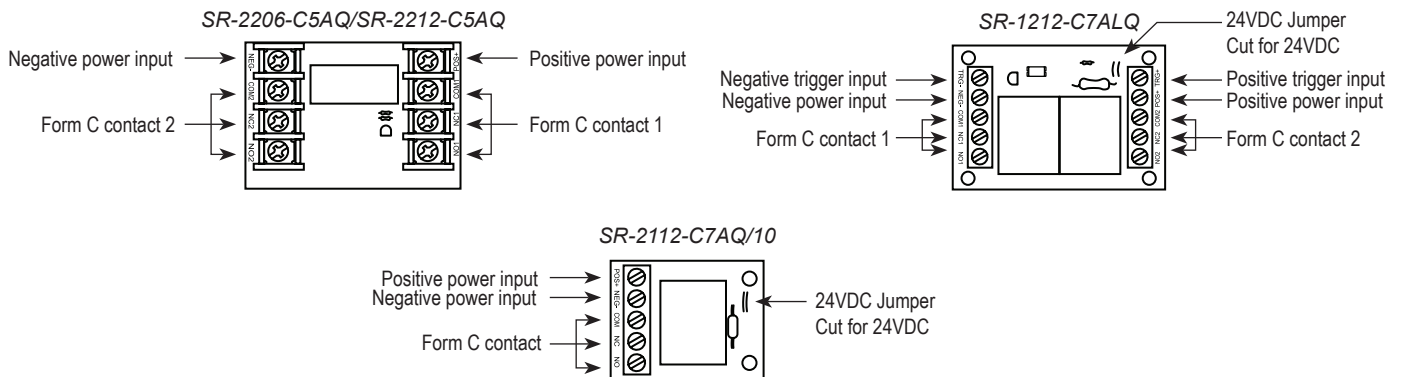 SR-2206-C5AQ/SR-2212-C5AQ
Negative power input
Form C contact 2
NEG-
COM2
NC2
NO2
POS+
COM1
NC1
NO1
Positive power input
Form C contact 1
SR-1212-C7ALQ
24VDC Jumper
Cut for 24VDC
Negative trigger input
Negative power input
Form C contact 1
TRG-
NEG-
COM1
NC1
NO1
TRG+
POS+
COM2
NC2
NO2
Positive trigger input
Positive power input
Form C contact 2
SR-2112-C7AQ/10
Positive power input
Negative power input
Form C contact
POS+
NEG-
COM
NC
NO
24VDC Jumper
Cut for 24VDC